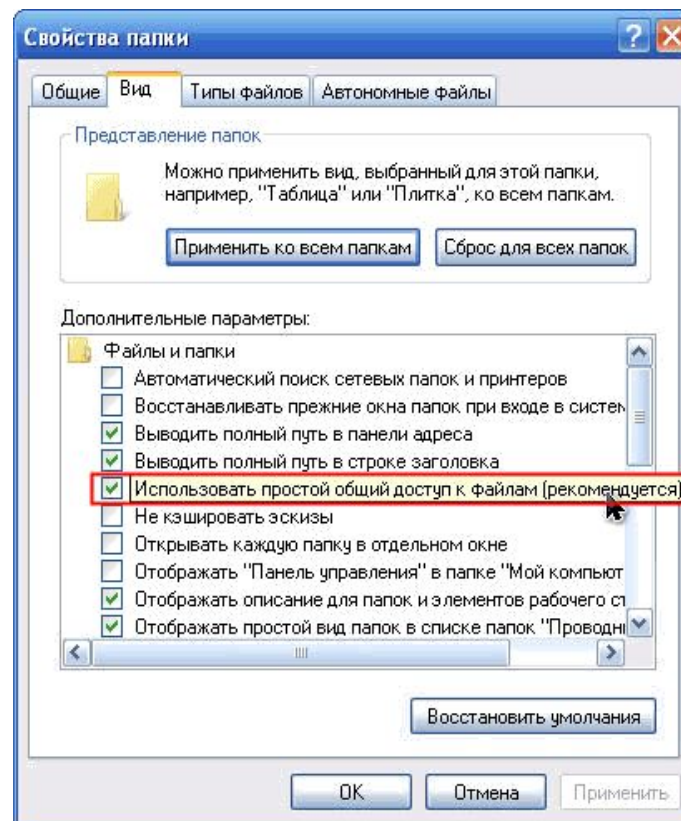 Свойства папки
Общие Вид Типы файлов Автономные файлы
Представление папок
Можно применить вид, выбранный для этой папки,
например, "Таблица" или "Плитка", ко всем папкам.
Применить ко всем папкам Сброс для всех папок
Дополнительные параметры:
Файлы и папки
Автоматический поиск сетевых папок и принтеров
Восстанавливать прежние окна папок при входе в систем
Выводить полный путь в панели адреса
Выводить полный путь в строке заголовка
Использовать простой общий доступ к файлам (рекомендуется)
Не кэшировать эскизы
Открывать каждую папку в отдельном окне
Отображать "Панель управления" в папке "Мой компьют
Отображать описание для папок и элементов рабочего ст
Отображать простой вид папок в списке папок "Проводн
Восстановить умолчания
OK Отмена Применить